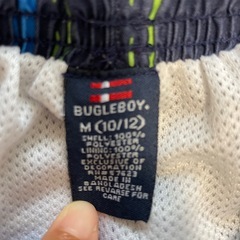 BUGLEBOY.
M (10/12)
SHELL: 100%
POLYESTER
LINING: 100%
POLYESTER
EXCLUSIVE OF
DECORATION
RN# 57623
MADE IN
BANGLADESH
SEE REVERSE FOR
CARE